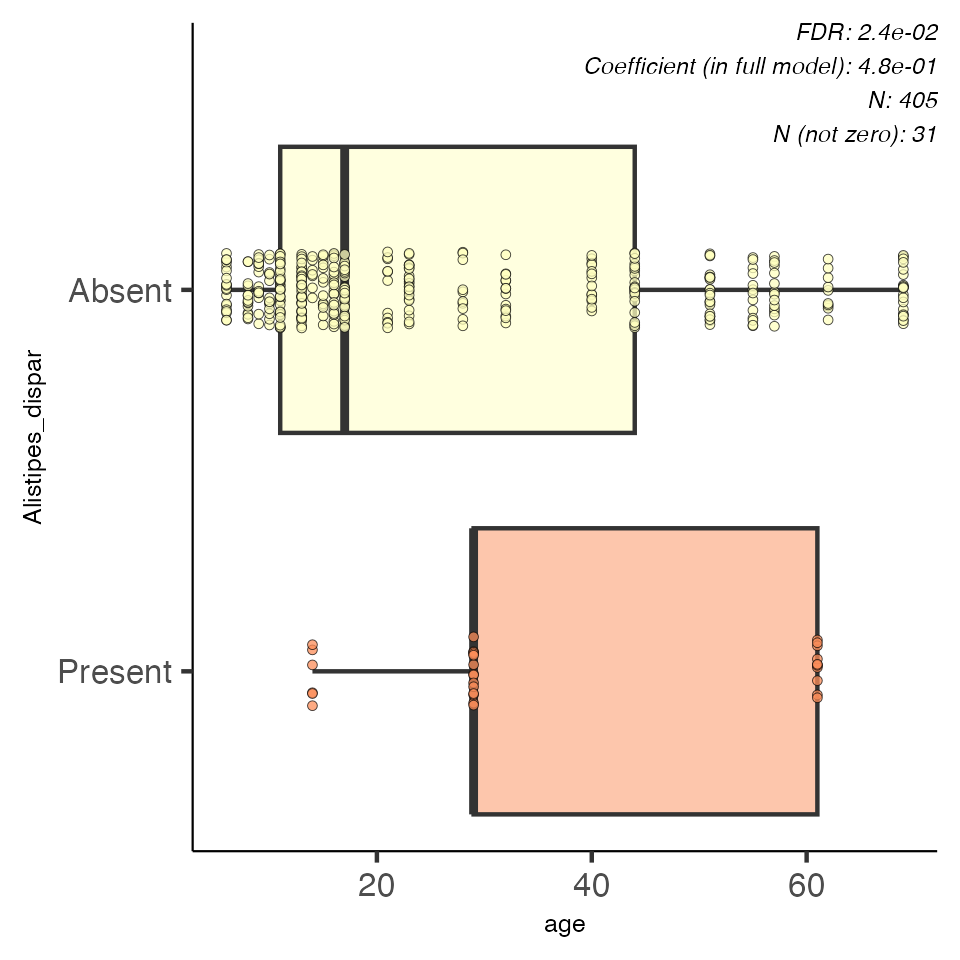 FDR: 2.4e-02
Coefficient (in full model): 4.8e-01
N: 405
N (not zero): 31
Absent
Alistipes_dispar
Present
20 40 60
age